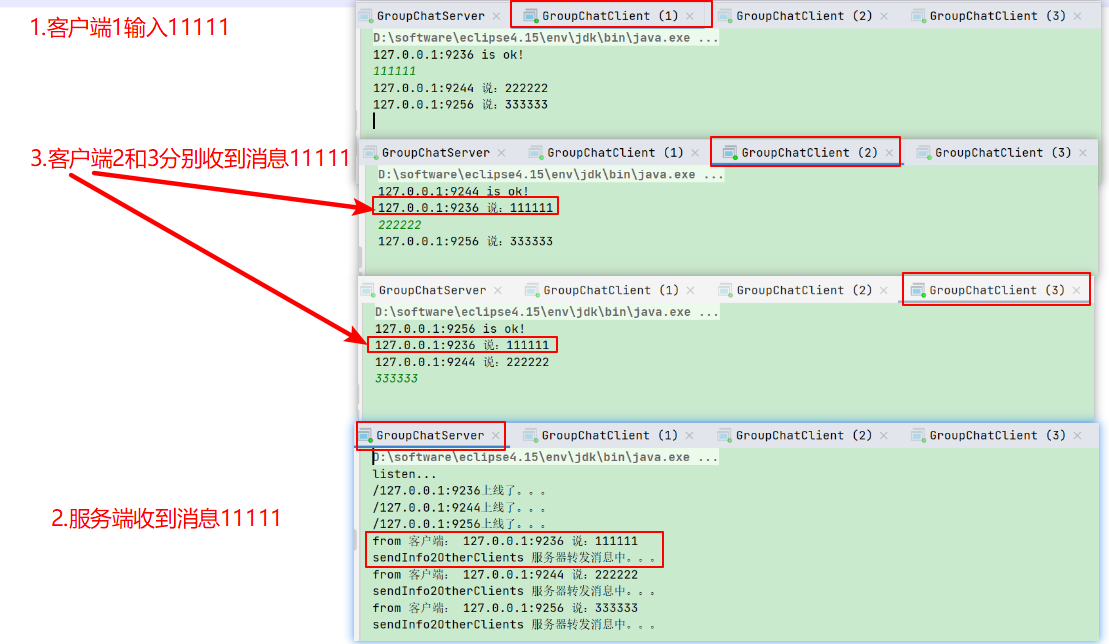 1.客户端1输入11111
GroupChatServer × GroupChatClient (1) × GroupChatClient (2) × GroupChatClient (3) ×
D:\software\eclipse4.15\env\jdk\bin\java.exe ...
127.0.0.1:9236 is ok!
111111
127.0.0.1:9244 说：222222
127.0.0.1:9256 说：333333
3.客户端2和3分别收到消息11111
GroupChatServer × GroupChatClient (1) × GroupChatClient (2) × GroupChatClient (3) ×
D:\software\eclipse4.15\env\jdk\bin\java.exe ...
127.0.0.1:9244 is ok!
127.0.0.1:9236 说：111111
222222
127.0.0.1:9256 说：333333
GroupChatServer × GroupChatClient (1) × GroupChatClient (2) × GroupChatClient (3) ×
D:\software\eclipse4.15\env\jdk\bin\java.exe ...
127.0.0.1:9256 is ok!
127.0.0.1:9236 说：111111
127.0.0.1:9244 说：222222
333333
GroupChatServer × GroupChatClient (1) × GroupChatClient (2) × GroupChatClient (3) ×
D:\software\eclipse4.15\env\jdk\bin\java.exe ...
listen...
/127.0.0.1:9236上线了。。。
/127.0.0.1:9244上线了。。。
/127.0.0.1:9256上线了。。。
2.服务端收到消息11111
from 客户端： 127.0.0.1:9236 说：111111
sendInfo2OtherClients 服务器转发消息中。。。
from 客户端： 127.0.0.1:9244 说：222222
sendInfo2OtherClients 服务器转发消息中。。。
from 客户端： 127.0.0.1:9256 说：333333
sendInfo2OtherClients 服务器转发消息中。。。